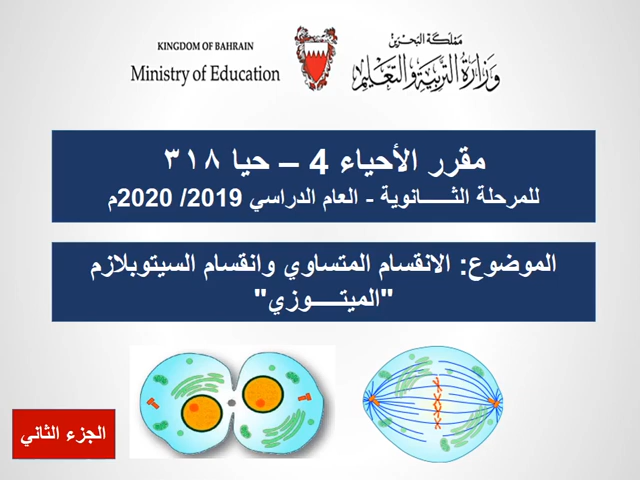 KINGDOM OF BAHRAIN
Ministry of Education
مملكة البحرين
وزارة التربية والتعليم
مقرر الأحياء 4 – حيا ٣١٨
للمرحلة الثـــــانوية - العام الدراسي 2019/ 2020م
الموضوع: الانقسام المتساوي وانقسام السيتوبلازم
"الميتـــــوزي"
الجزء الثاني